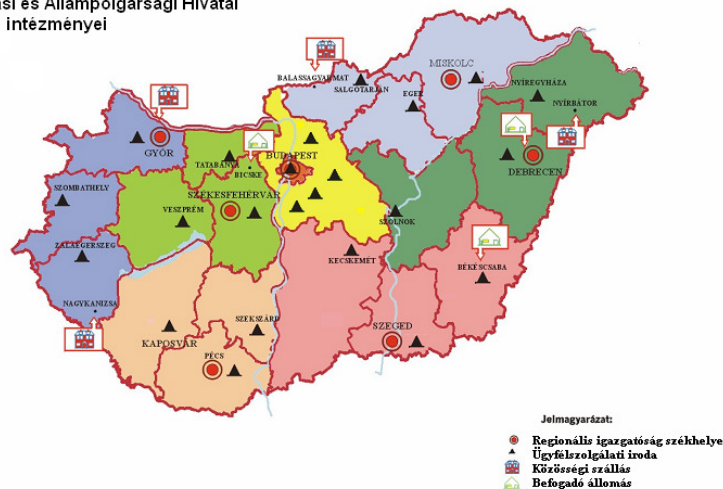 si és Állampolgársági Hivatal
intézményei
BALASSAGYARMAT
SALGÓTARJÁN
MISKOLC
EGER
NYÍREGYHÁZA
NYÍRBÁTOR
GYŐR
TATABÁNYA
BICSKE
BUDAPEST
DEBRECEN
SZOMBATHELY
SZÉKESFEHÉRVÁR
VESZPRÉM
SZOLNOK
ZALAEGERSZEG
KECSKEMÉT
BÉKÉSCSABA
NAGYKANIZSA
SZEKSZÁRD
KAPOSVÁR
SZEGED
PÉCS
Jelmagyarázat:
Regionális igazgatóság székhelye
Ügyfélszolgálati iroda
Közösségi szállás
Befogadó állomás